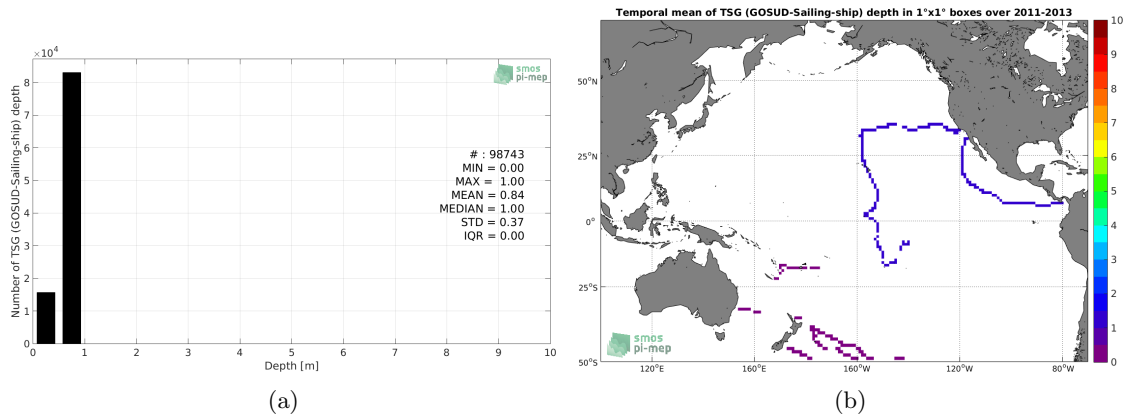 ×10⁴
8
7
6
5
4
3
2
1
0
Number of TSG (GOSUD-Sailing-ship) depth
smos
pi-mep
# : 98743
MIN = 0.00
MAX = 1.00
MEAN = 0.84
MEDIAN = 1.00
STD = 0.37
IQR = 0.00
0 1 2 3 4 5 6 7 8 9 10
Depth [m]
(a)
Temporal mean of TSG (GOSUD-Sailing-ship) depth in 1°x1° boxes over 2011-2013
50°N
25°N
0°
25°S
50°S
smos
pi-mep
120°E 160°E 160°W 120°W 80°W
10
9
8
7
6
5
4
3
2
1
0
(b)